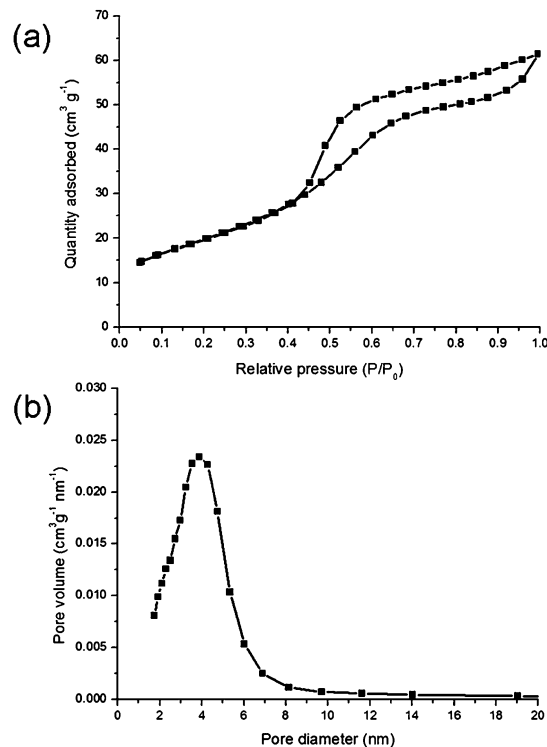 (a)
70
60
50
40
30
20
10
0
Quantity adsorbed (cm³ g⁻¹)
0.0 0.1 0.2 0.3 0.4 0.5 0.6 0.7 0.8 0.9 1.0
Relative pressure (P/P₀)
(b)
0.030
0.025
0.020
0.015
0.010
0.005
0.000
Pore volume (cm³g⁻¹ nm⁻¹)
0 2 4 6 8 10 12 14 16 18 20
Pore diameter (nm)